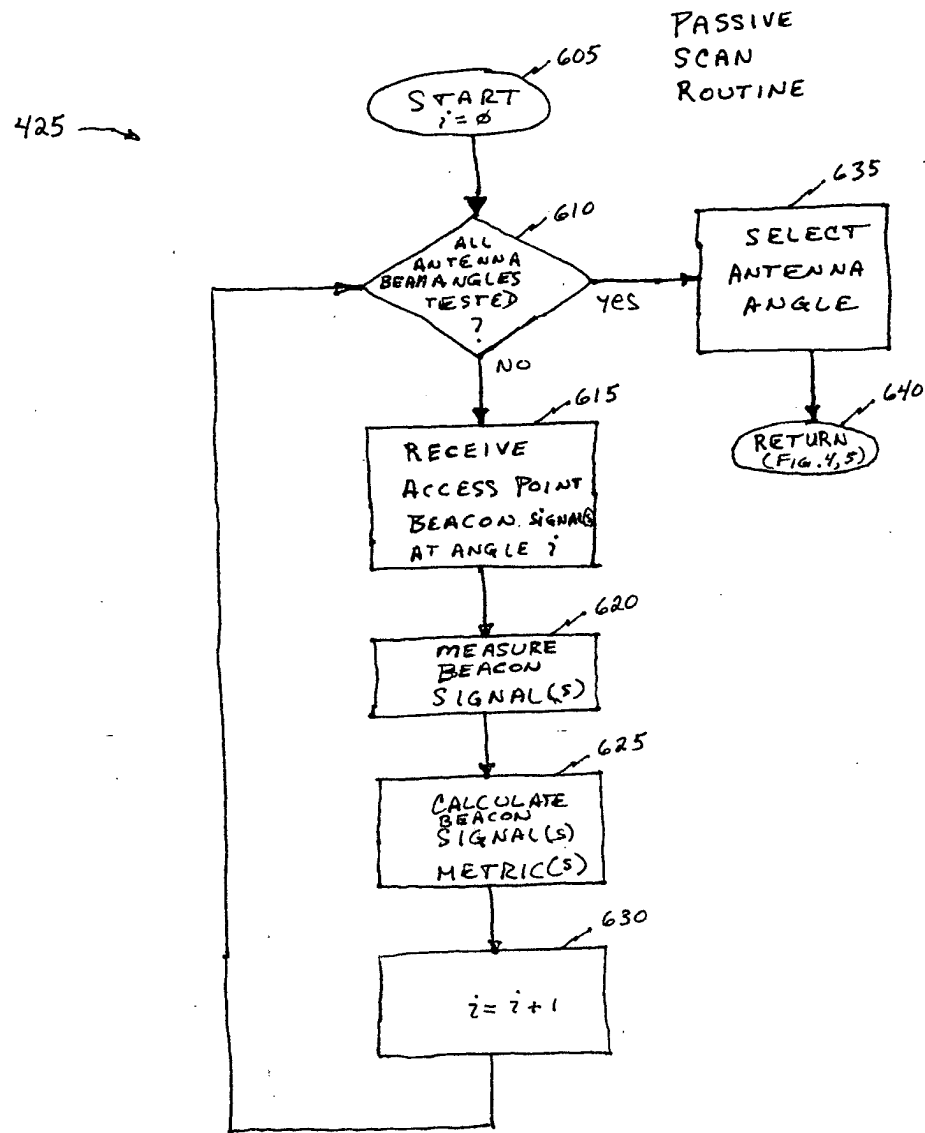 PASSIVE
SCAN
ROUTINE
425
605
START
i = Ø
610
ALL
ANTENNA
BEAM ANGLES
TESTED
?
yes
NO
635
SELECT
ANTENNA
ANGLE
640
RETURN
(FIG. 4, 5)
615
RECEIVE
ACCESS POINT
BEACON SIGNAL(S)
AT ANGLE i
620
MEASURE
BEACON
SIGNAL(S)
625
CALCULATE
BEACON
SIGNAL(S)
METRIC(S)
630
i = i + 1